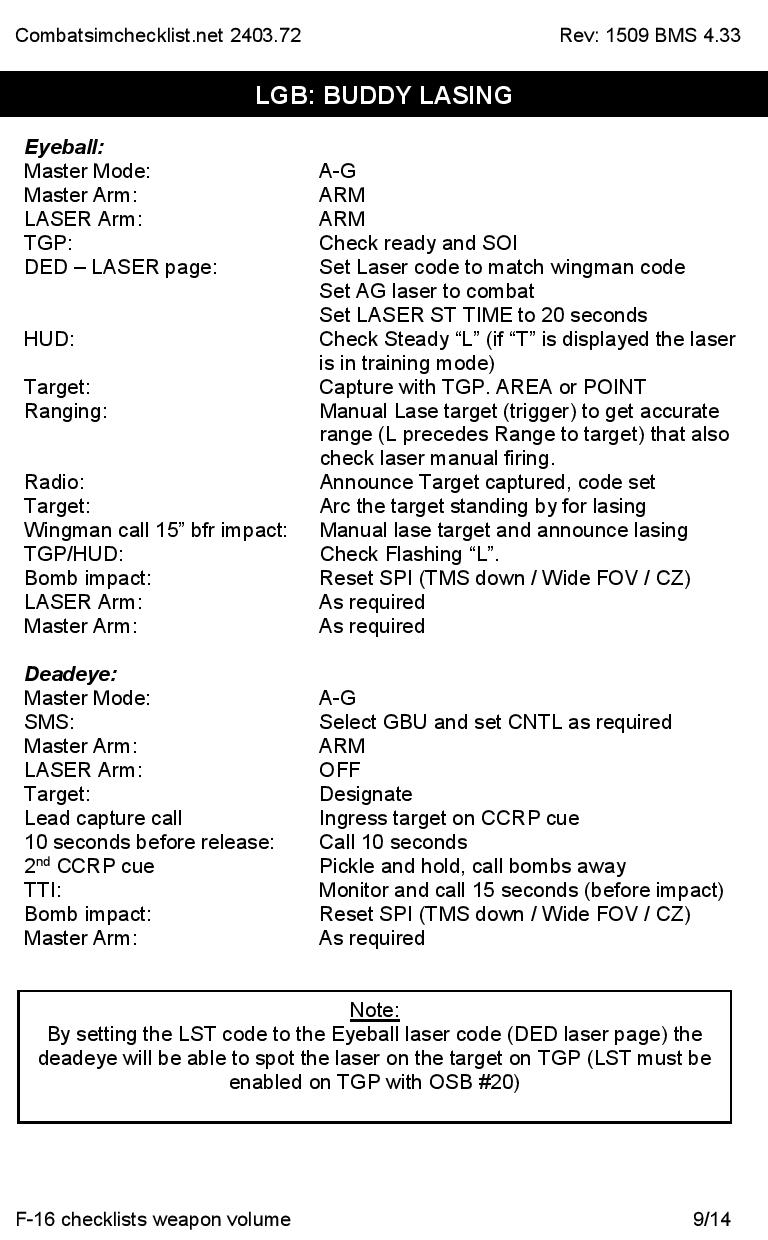 Combatsimchecklist.net 2403.72 Rev: 1509 BMS 4.33
LGB: BUDDY LASING
Eyeball:
Master Mode: A-G
Master Arm: ARM
LASER Arm: ARM
TGP: Check ready and SOI
DED – LASER page: Set Laser code to match wingman code
Set AG laser to combat
Set LASER ST TIME to 20 seconds
HUD: Check Steady “L” (if “T” is displayed the laser
is in training mode)
Target: Capture with TGP. AREA or POINT
Ranging: Manual Lase target (trigger) to get accurate
range (L precedes Range to target) that also
check laser manual firing.
Radio: Announce Target captured, code set
Target: Arc the target standing by for lasing
Wingman call 15” bfr impact: Manual lase target and announce lasing
TGP/HUD: Check Flashing “L”.
Bomb impact: Reset SPI (TMS down / Wide FOV / CZ)
LASER Arm: As required
Master Arm: As required
Deadeye:
Master Mode: A-G
SMS: Select GBU and set CNTL as required
Master Arm: ARM
LASER Arm: OFF
Target: Designate
Lead capture call Ingress target on CCRP cue
10 seconds before release: Call 10 seconds
2nd CCRP cue Pickle and hold, call bombs away
TTI: Monitor and call 15 seconds (before impact)
Bomb impact: Reset SPI (TMS down / Wide FOV / CZ)
Master Arm: As required
Note:
By setting the LST code to the Eyeball laser code (DED laser page) the
deadeye will be able to spot the laser on the target on TGP (LST must be
enabled on TGP with OSB #20)
F-16 checklists weapon volume 9/14